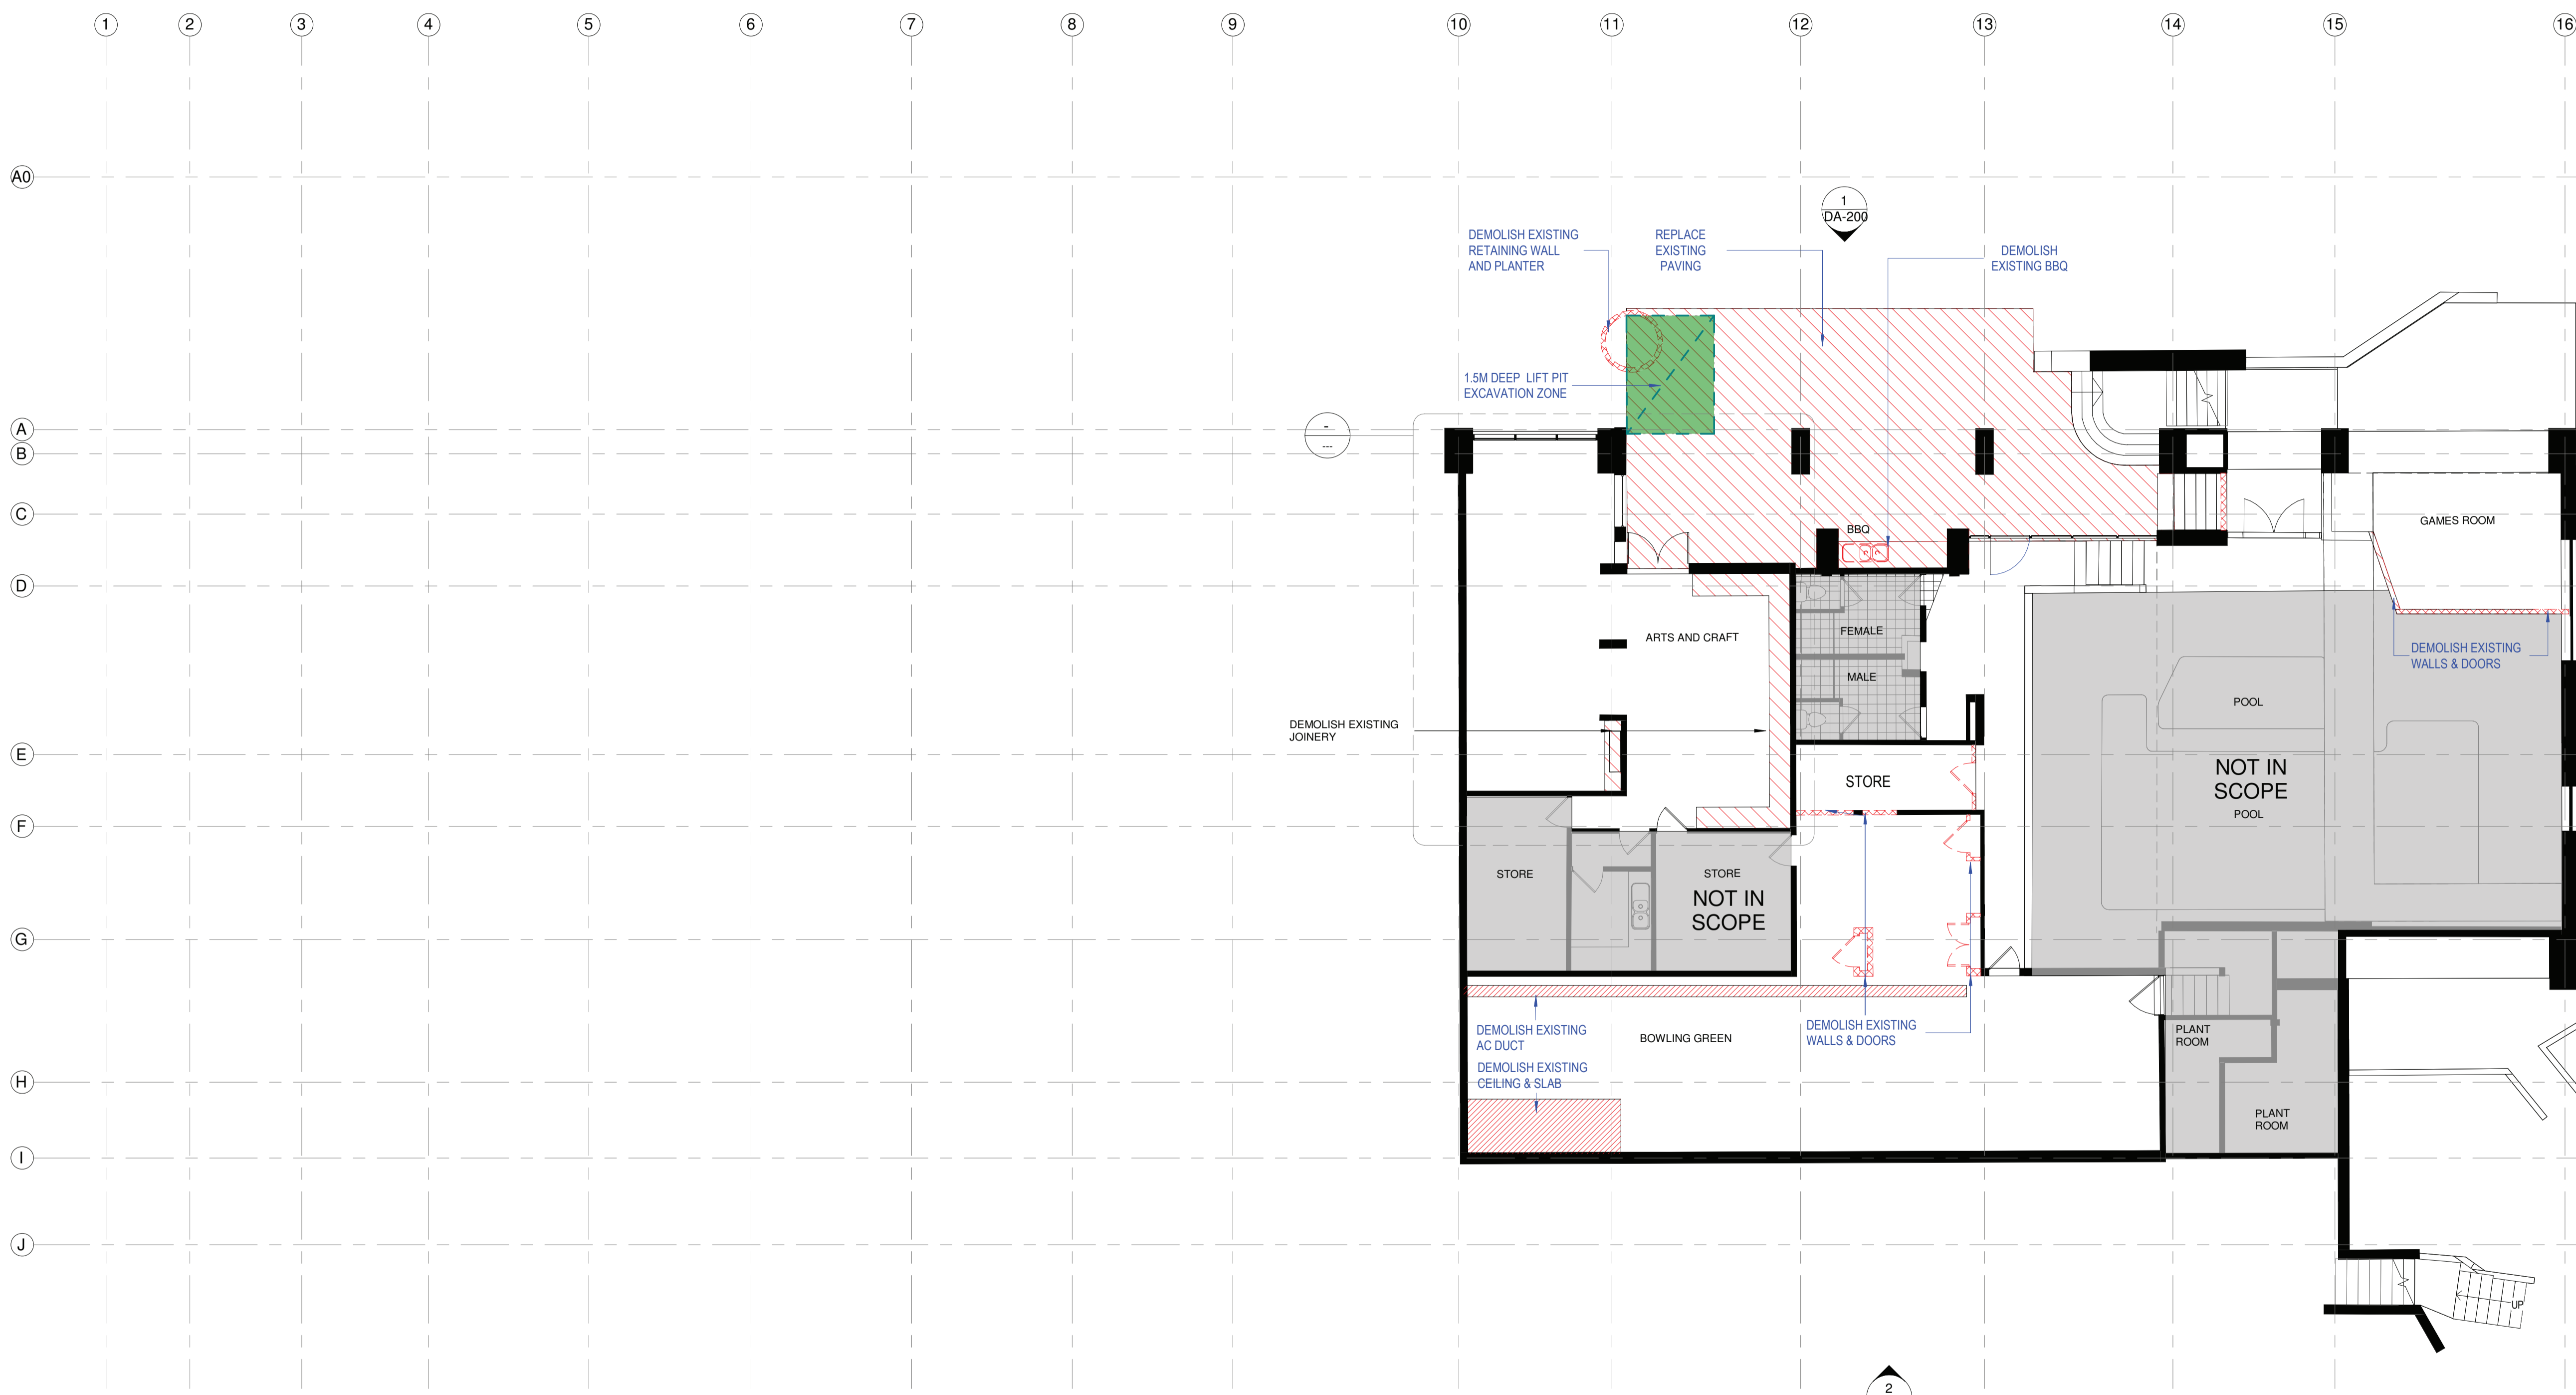 1
2
3
4
5
6
7
8
9
10
11
12
13
14
15
16
A0
1
DA-200
DEMOLISH EXISTING
RETAINING WALL
AND PLANTER
REPLACE
EXISTING
PAVING
DEMOLISH
EXISTING BBQ
1.5M DEEP LIFT PIT
EXCAVATION ZONE
A
-
---
B
C
BBQ
GAMES ROOM
D
FEMALE
ARTS AND CRAFT
DEMOLISH EXISTING
WALLS & DOORS
MALE
POOL
DEMOLISH EXISTING
JOINERY
E
NOT IN
SCOPE
STORE
POOL
F
STORE
STORE
NOT IN
SCOPE
G
DEMOLISH EXISTING
AC DUCT
BOWLING GREEN
DEMOLISH EXISTING
WALLS & DOORS
PLANT
ROOM
DEMOLISH EXISTING
CEILING & SLAB
H
PLANT
ROOM
I
J
UP
2